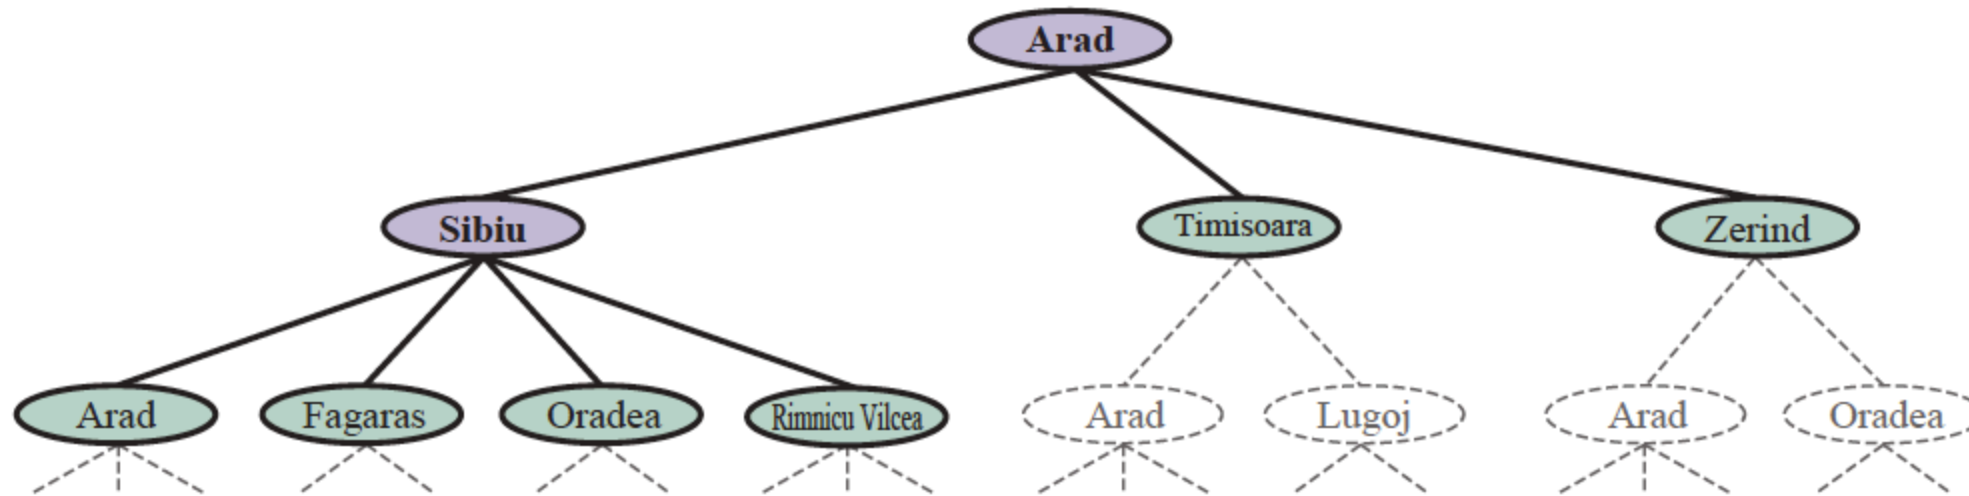 Arad
Sibiu
Timisoara
Zerind
Arad
Fagaras
Oradea
Rimnicu Vilcea
Arad
Lugoj
Arad
Oradea